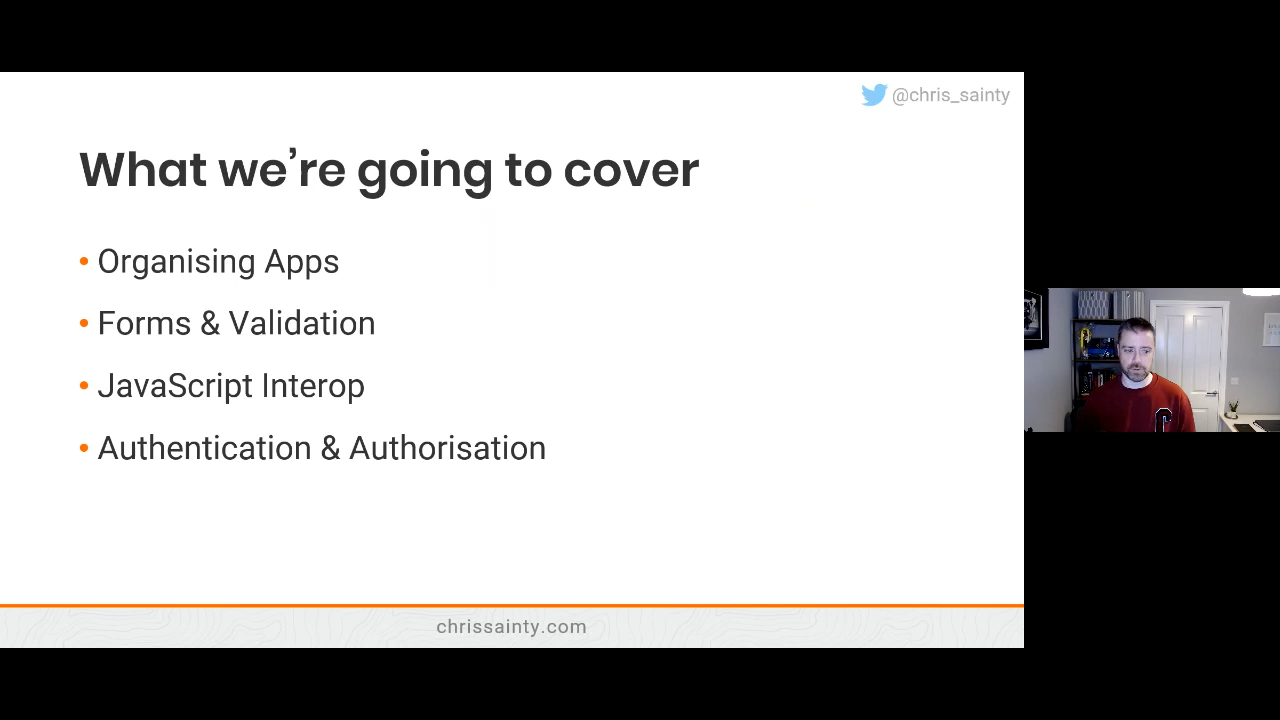 @chris_sainty
What we’re going to cover
• Organising Apps
• Forms & Validation
• JavaScript Interop
• Authentication & Authorisation
chrissainty.com